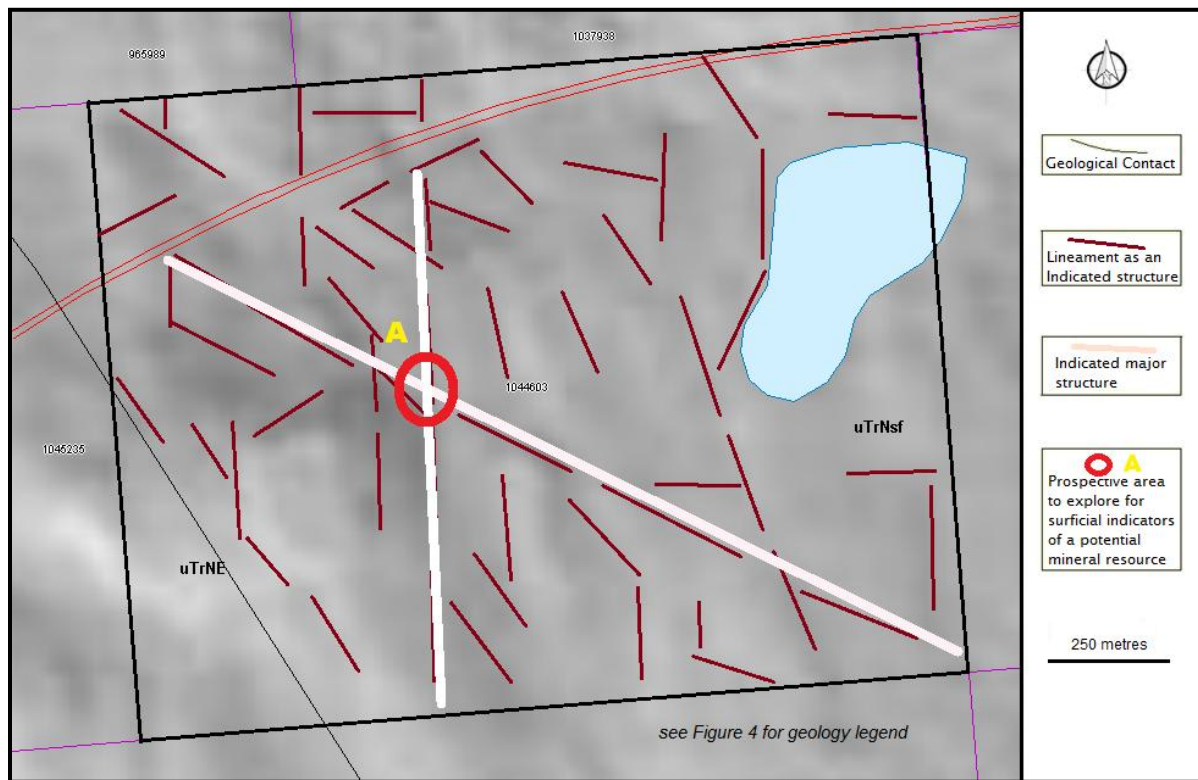 965989
1037938
A
1044603
1045235
uTrNsf
uTrNE
see Figure 4 for geology legend
N
Geological Contact
Lineament as an
Indicated structure
Indicated major
structure
A
Prospective area
to explore for
surficial indicators
of a potential
mineral resource
250 metres